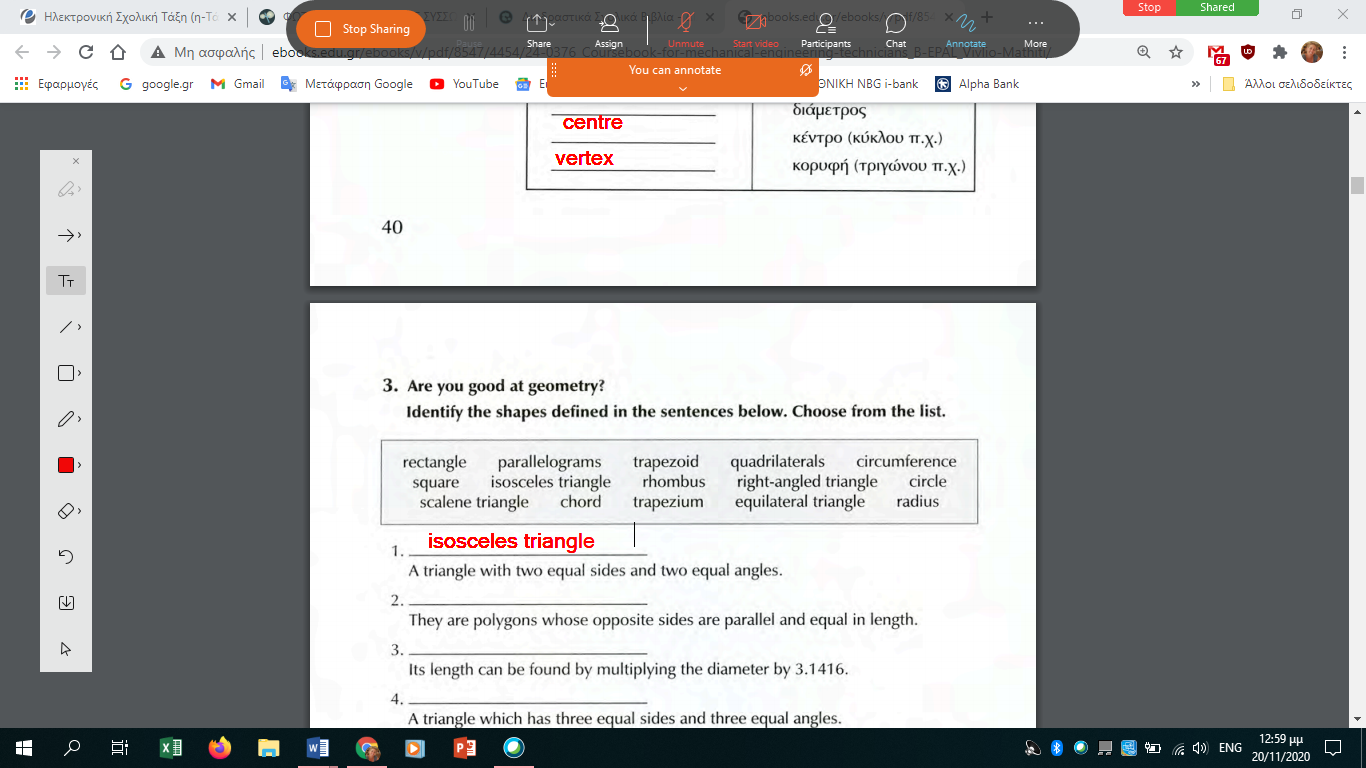 Ηλεκτρονική Σχολική Τάξη (η-Τά
Stop Sharing
Share
Assign
Unmute
Start video
Participants
Chat
Annotate
More
Stop
Shared
You can annotate
Μη ασφαλής
ebooks.edu.gr/ebooks/v/pdf/8547/4454/24-0376_Coursebook-for-mechanical-engineering-technicians_B-EPAL_Vivlio-Mathiti/
67
Εφαρμογές
google.gr
Gmail
Μετάφραση Google
YouTube
ΘΝΙΚΗ NBG i-bank
Alpha Bank
»
Άλλοι σελιδοδείκτες
διάμετρος
centre
κέντρο (κύκλου π.χ.)
vertex
κορυφή (τριγώνου π.χ.)
40
3. Are you good at geometry?
Identify the shapes defined in the sentences below. Choose from the list.
rectangle parallelograms trapezoid quadrilaterals circumference
square isosceles triangle rhombus right-angled triangle circle
scalene triangle chord trapezium equilateral triangle radius
1. isosceles triangle
A triangle with two equal sides and two equal angles.
2.
They are polygons whose opposite sides are parallel and equal in length.
3.
Its length can be found by multiplying the diameter by 3.1416.
4.
A triangle which has three equal sides and three equal angles.
ENG
12:59 μμ
20/11/2020